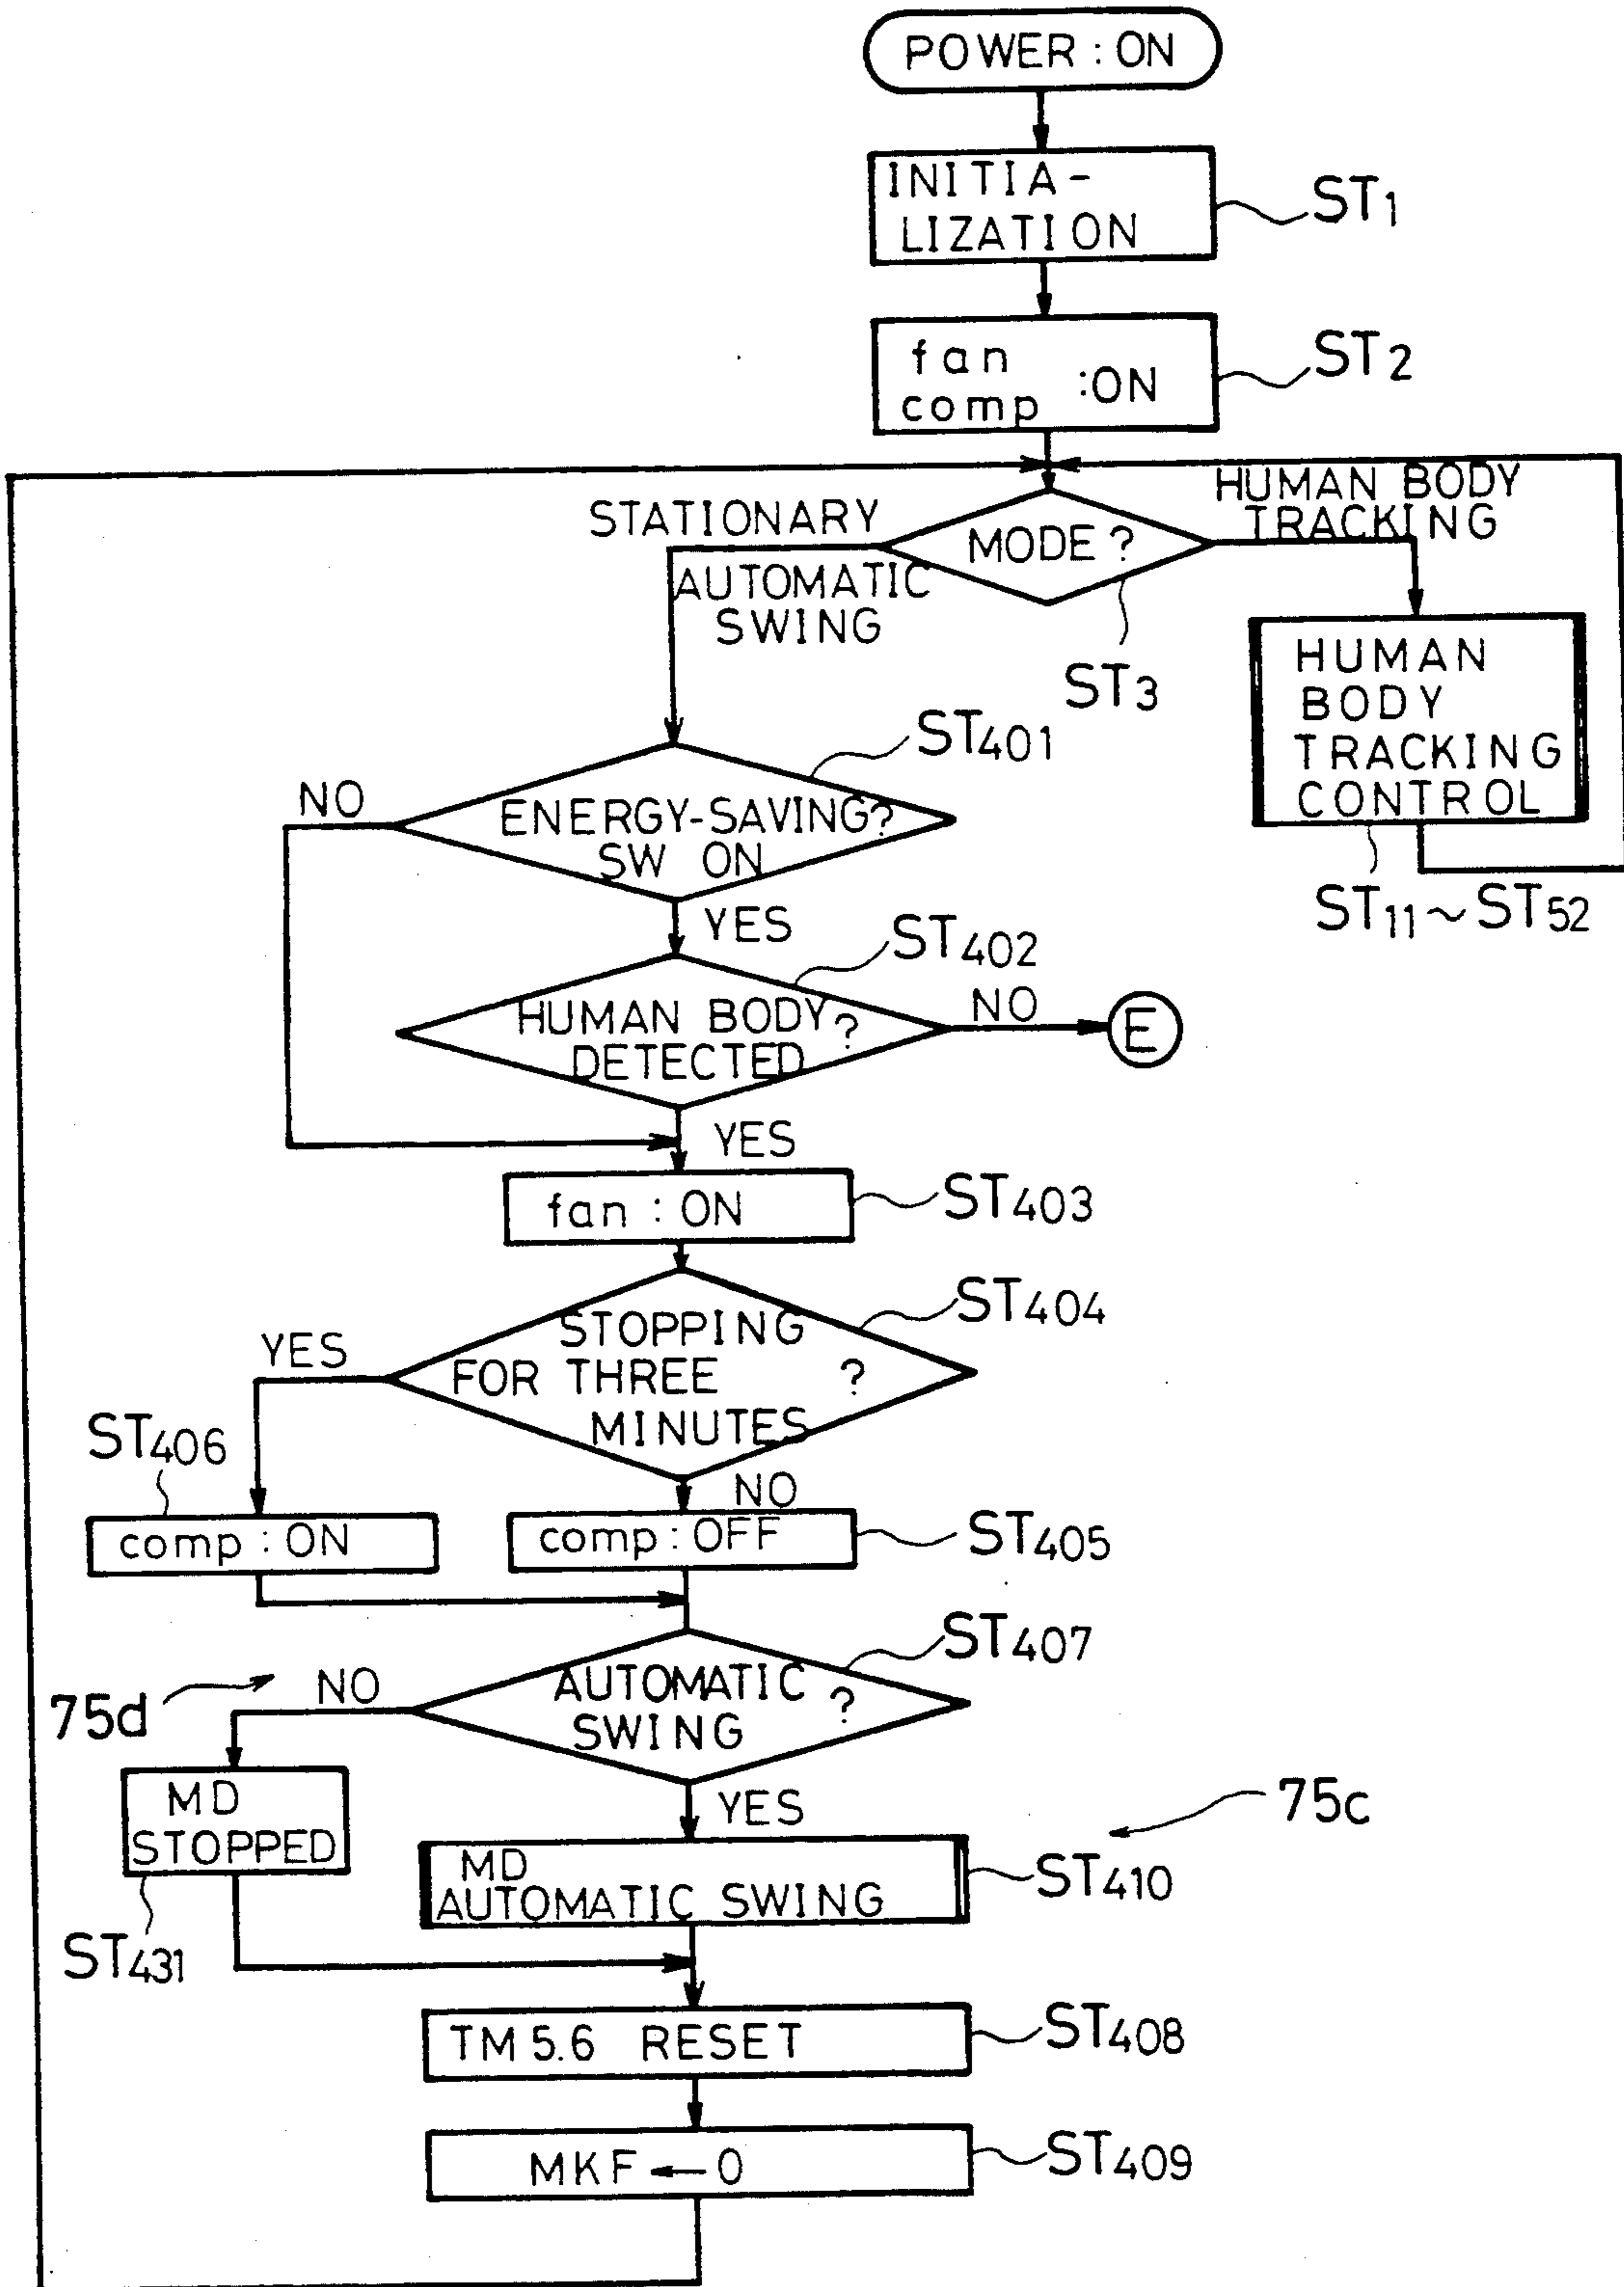 POWER : ON
INITIA-
LIZATION
ST1
fan
comp :ON
ST2
STATIONARY
AUTOMATIC
SWING
MODE ?
HUMAN BODY
TRACKING
ST3
HUMAN
BODY
TRACKING
CONTROL
ST11~ST52
ST401
NO
ENERGY-SAVING?
SW ON
YES
ST402
HUMAN BODY ?
DETECTED
NO
E
YES
fan : ON
ST403
ST404
STOPPING
FOR THREE ?
MINUTES
YES
ST406
NO
comp : ON
comp : OFF
ST405
ST407
75d
NO
AUTOMATIC ?
SWING
MD
STOPPED
YES
75c
MD
AUTOMATIC SWING
ST410
ST431
TM 5.6 RESET
ST408
MKF ← 0
ST409